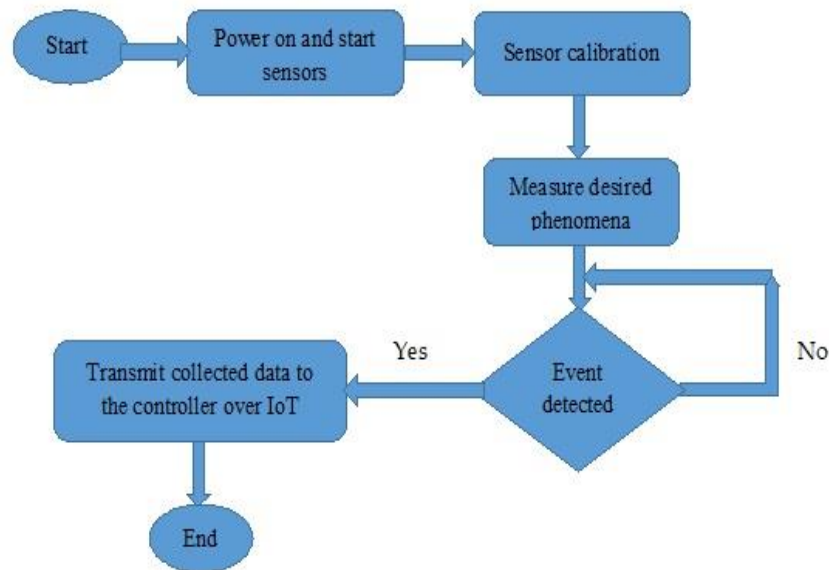 Start
Power on and start
sensors
Sensor calibration
Measure desired
phenomena
Event
detected
No
Yes
Transmit collected data to
the controller over IoT
End